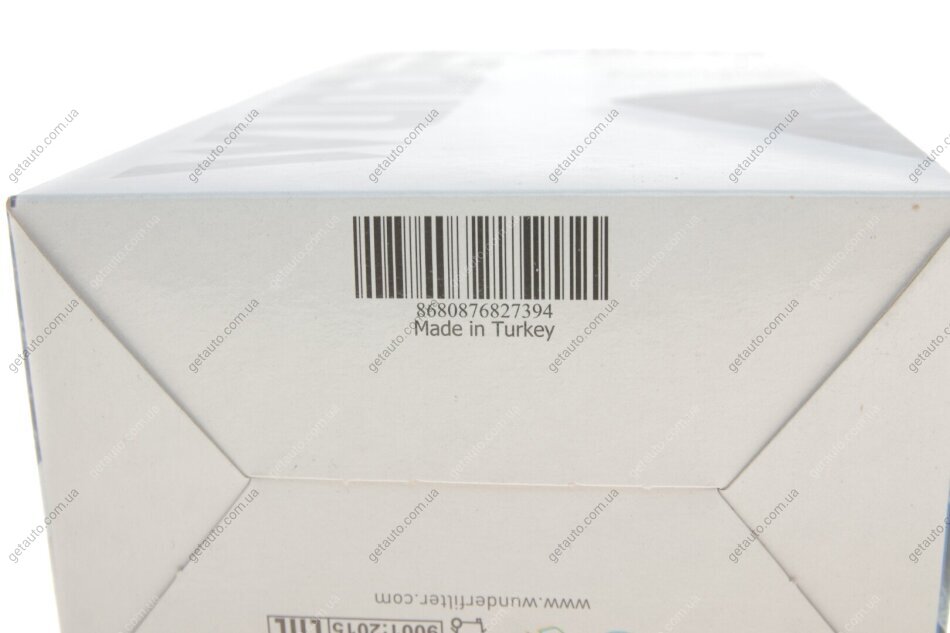 8680876827394
Made in Turkey
www.wunderfilter.com
9001:2015
getauto.com.ua